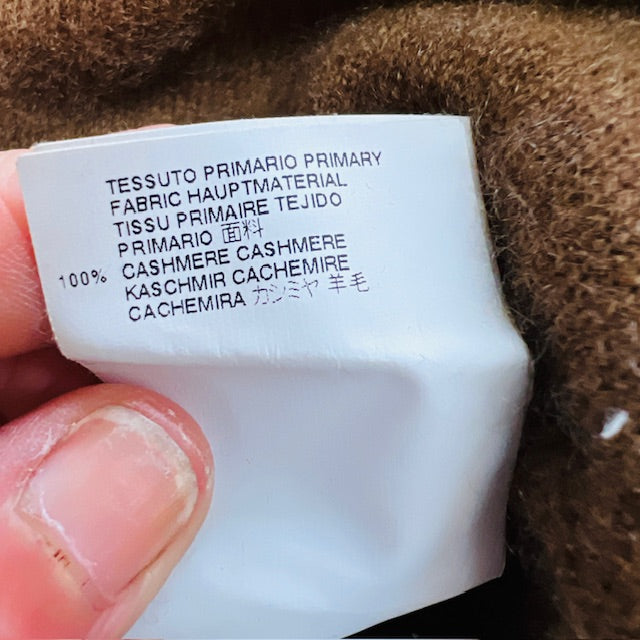 TESSUTO PRIMARIO PRIMARY
FABRIC HAUPTMATERIAL
TISSU PRIMAIRE TEJIDO
PRIMARIO 面料
100% CASHMERE CASHMERE
KASCHMIR CACHEMIRE
CACHEMIRA カシミヤ 羊毛